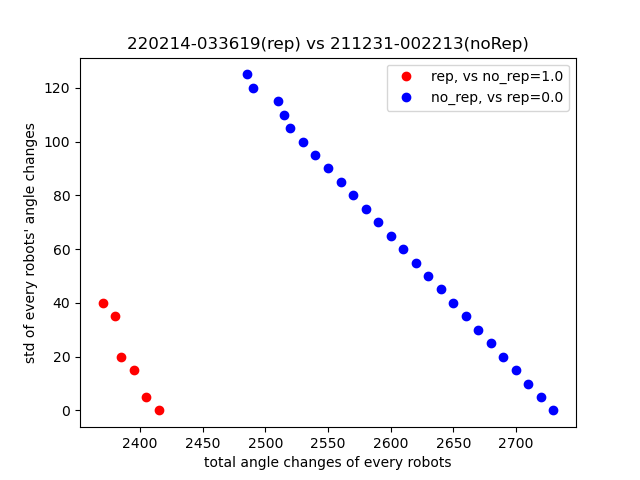 220214-033619(rep) vs 211231-002213(noRep)
rep, vs no_rep=1.0
no_rep, vs rep=0.0
120
100
80
60
40
20
0
std of every robots' angle changes
2400 2450 2500 2550 2600 2650 2700
total angle changes of every robots